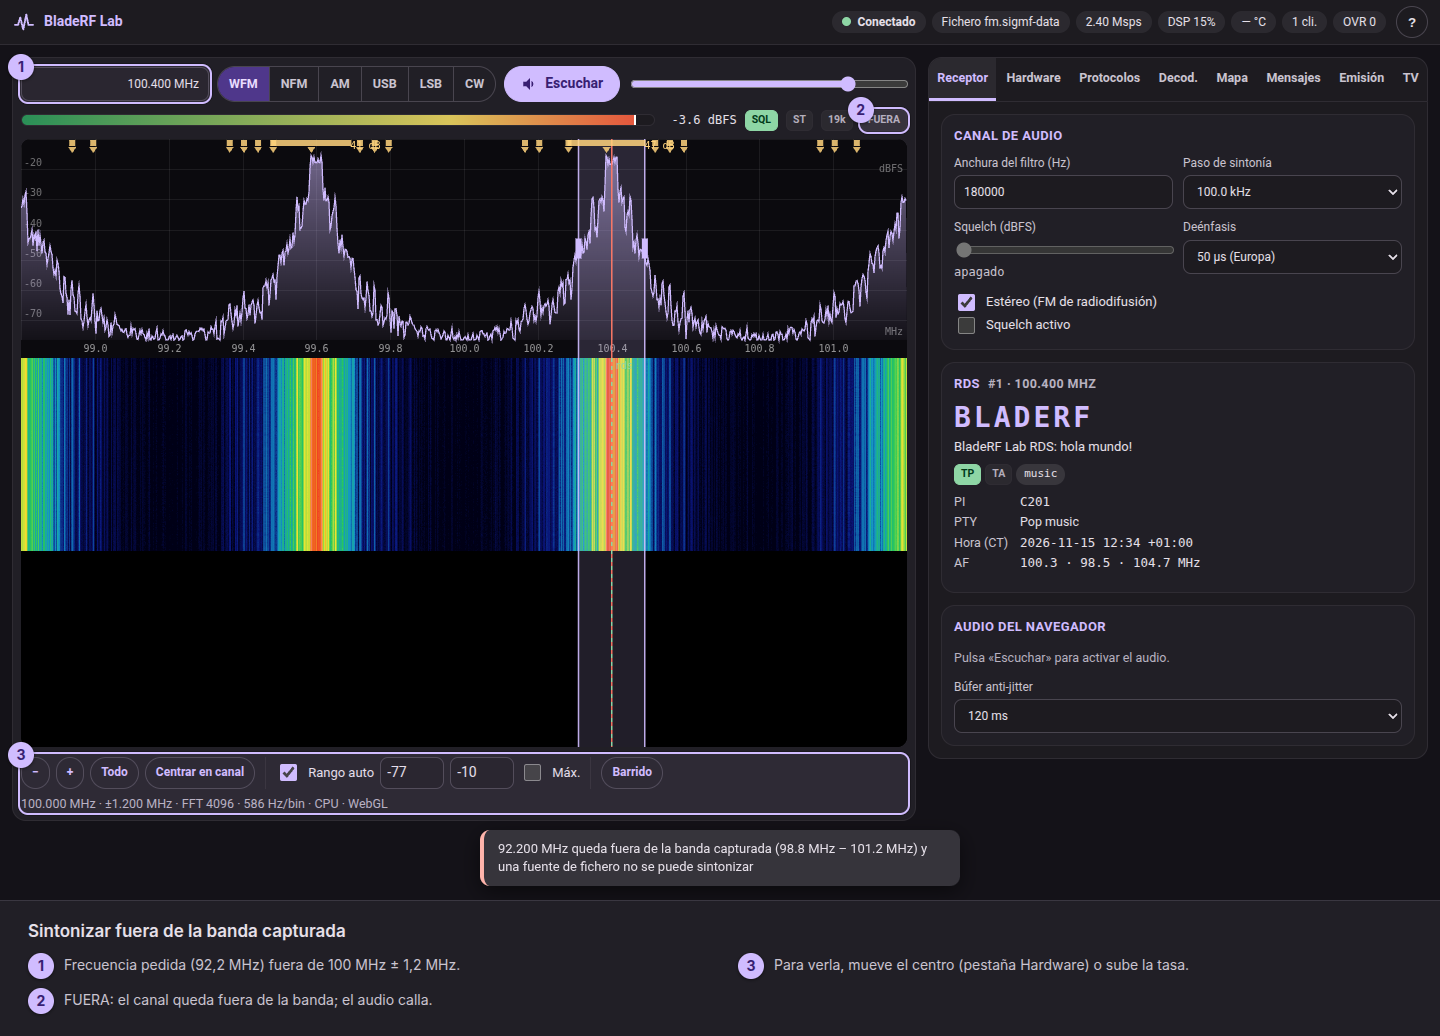 BladeRF Lab
Conectado
Fichero fm.sigmf-data
2.40 Msps
DSP 15%
— °C
1 cli.
OVR 0
?
1
100.400 MHz
WFM
NFM
AM
USB
LSB
CW
Escuchar
-3.6 dBFS
SQL
ST
19k
2
FUERA
-20
-30
-40
-50
-60
-70
dBFS
MHz
99.0
99.2
99.4
99.6
99.8
100.0
100.2
100.4
100.6
100.8
101.0
3
−
+
Todo
Centrar en canal
Rango auto
-77
-10
Máx.
Barrido
100.000 MHz · ±1.200 MHz · FFT 4096 · 586 Hz/bin · CPU · WebGL
Receptor
Hardware
Protocolos
Decod.
Mapa
Mensajes
Emisión
TV
CANAL DE AUDIO
Anchura del filtro (Hz)
180000
Paso de sintonía
100.0 kHz
Squelch (dBFS)
apagado
Deénfasis
50 µs (Europa)
Estéreo (FM de radiodifusión)
Squelch activo
RDS #1 · 100.400 MHZ
BLADERF
BladeRF Lab RDS: hola mundo!
TP
TA
music
PI C201
PTY Pop music
Hora (CT) 2026-11-15 12:34 +01:00
AF 100.3 · 98.5 · 104.7 MHz
AUDIO DEL NAVEGADOR
Pulsa «Escuchar» para activar el audio.
Búfer anti-jitter
120 ms
92.200 MHz queda fuera de la banda capturada (98.8 MHz – 101.2 MHz) y
una fuente de fichero no se puede sintonizar
Sintonizar fuera de la banda capturada
1 Frecuencia pedida (92,2 MHz) fuera de 100 MHz ± 1,2 MHz.
2 FUERA: el canal queda fuera de la banda; el audio calla.
3 Para verla, mueve el centro (pestaña Hardware) o sube la tasa.